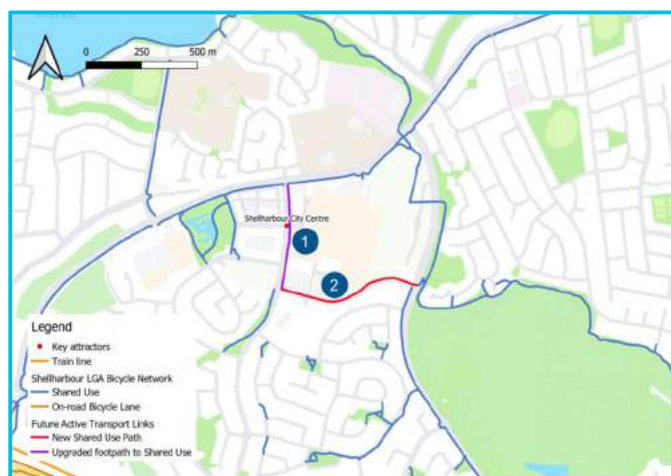 0 250 500 m
Shellharbour City Centre
1
2
Legend
Key attractors
Train line
Shellharbour LGA Bicycle Network
Shared Use
On-road Bicycle Lane
Future Active Transport Links
New Shared Use Path
Upgraded footpath to Shared Use